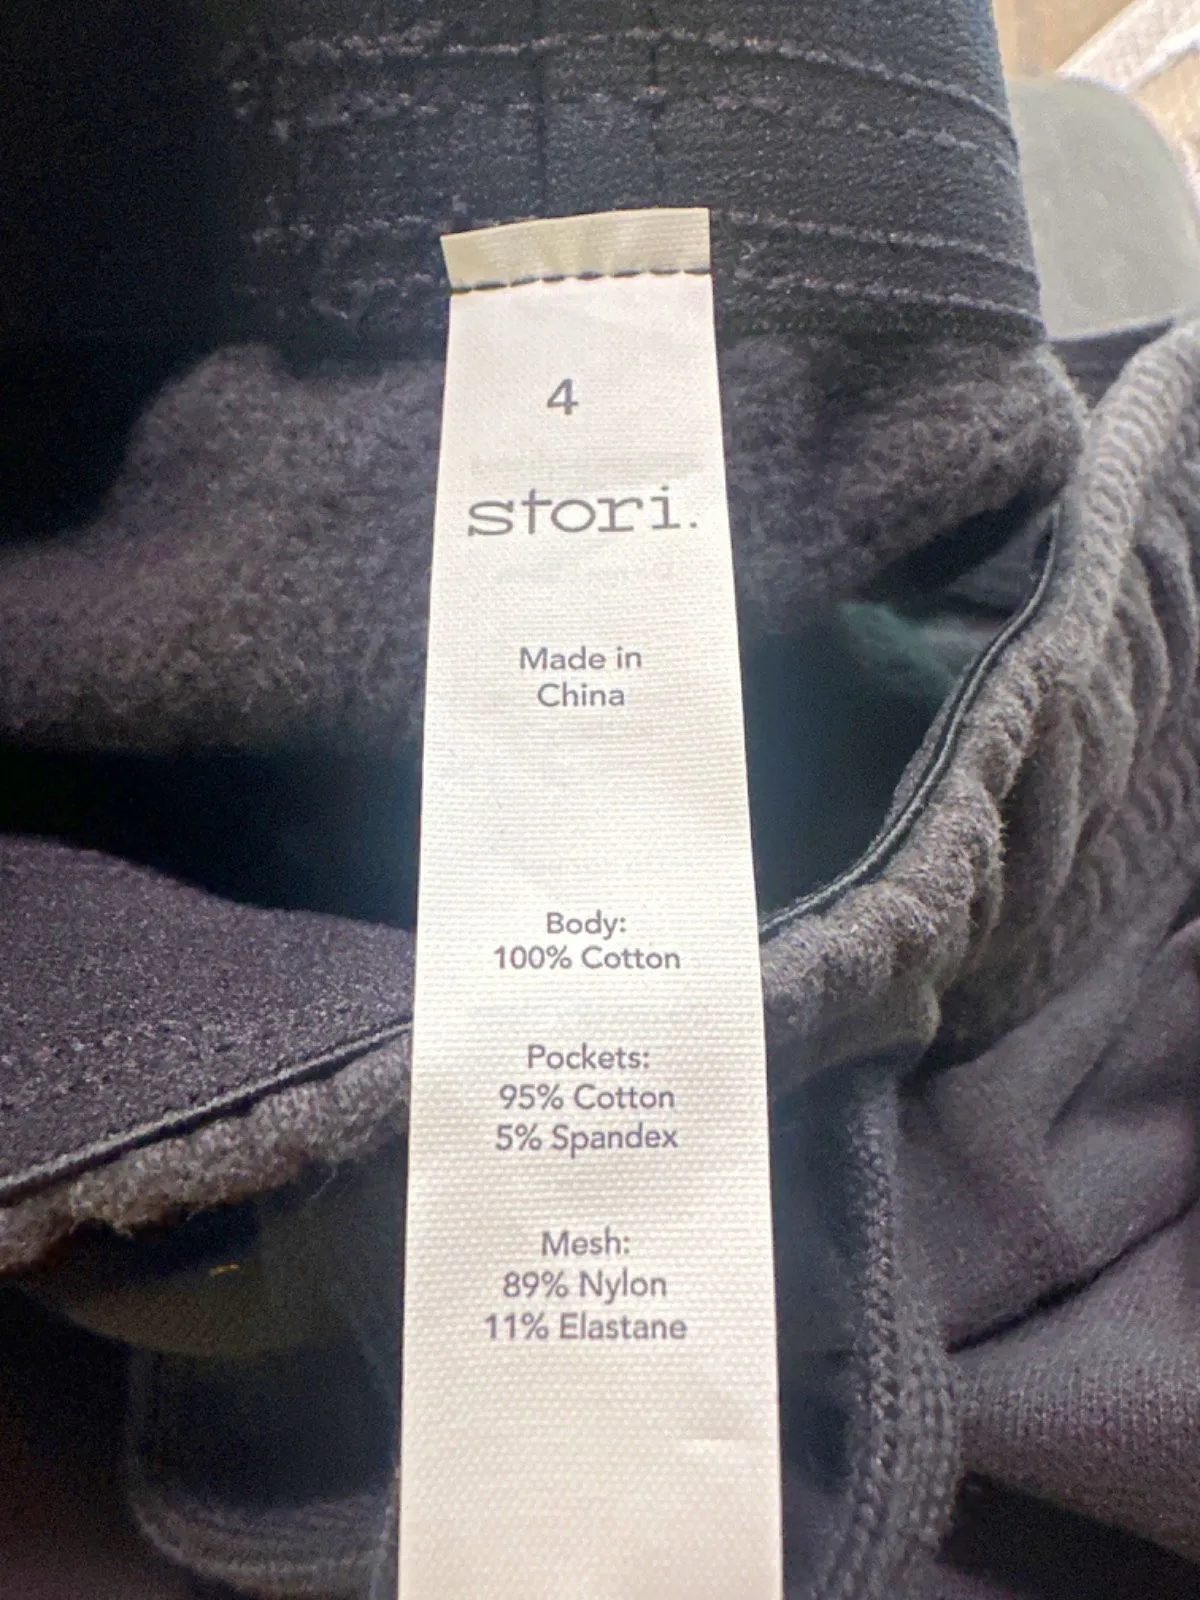 4
stori.
Made in
China
Body:
100% Cotton
Pockets:
95% Cotton
5% Spandex
Mesh:
89% Nylon
11% Elastane